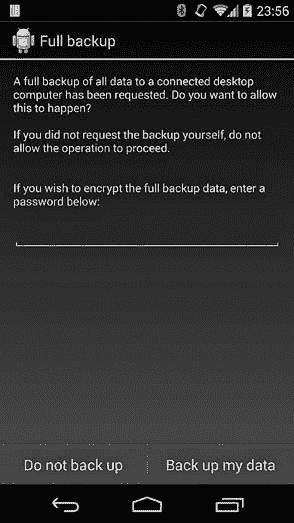 23:56
Full backup
A full backup of all data to a connected desktop
computer has been requested. Do you want to allow
this to happen?
If you did not request the backup yourself, do not
allow the operation to proceed.
If you wish to encrypt the full backup data, enter a
password below:
Do not back up
Back up my data